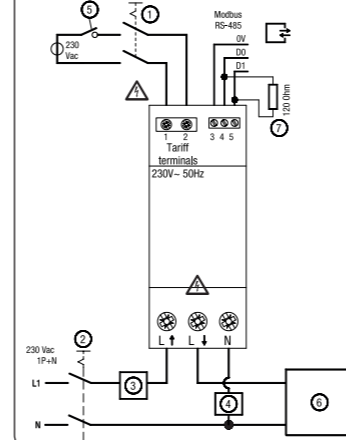 5
1
Modbus
RS-485
230
Vac
0V
D0
D1
120 Ohm
7
1 2 3 4 5
Tariff
terminals
230V~ 50Hz
2
230 Vac
1P+N
L L N
L1
3
4
6
N